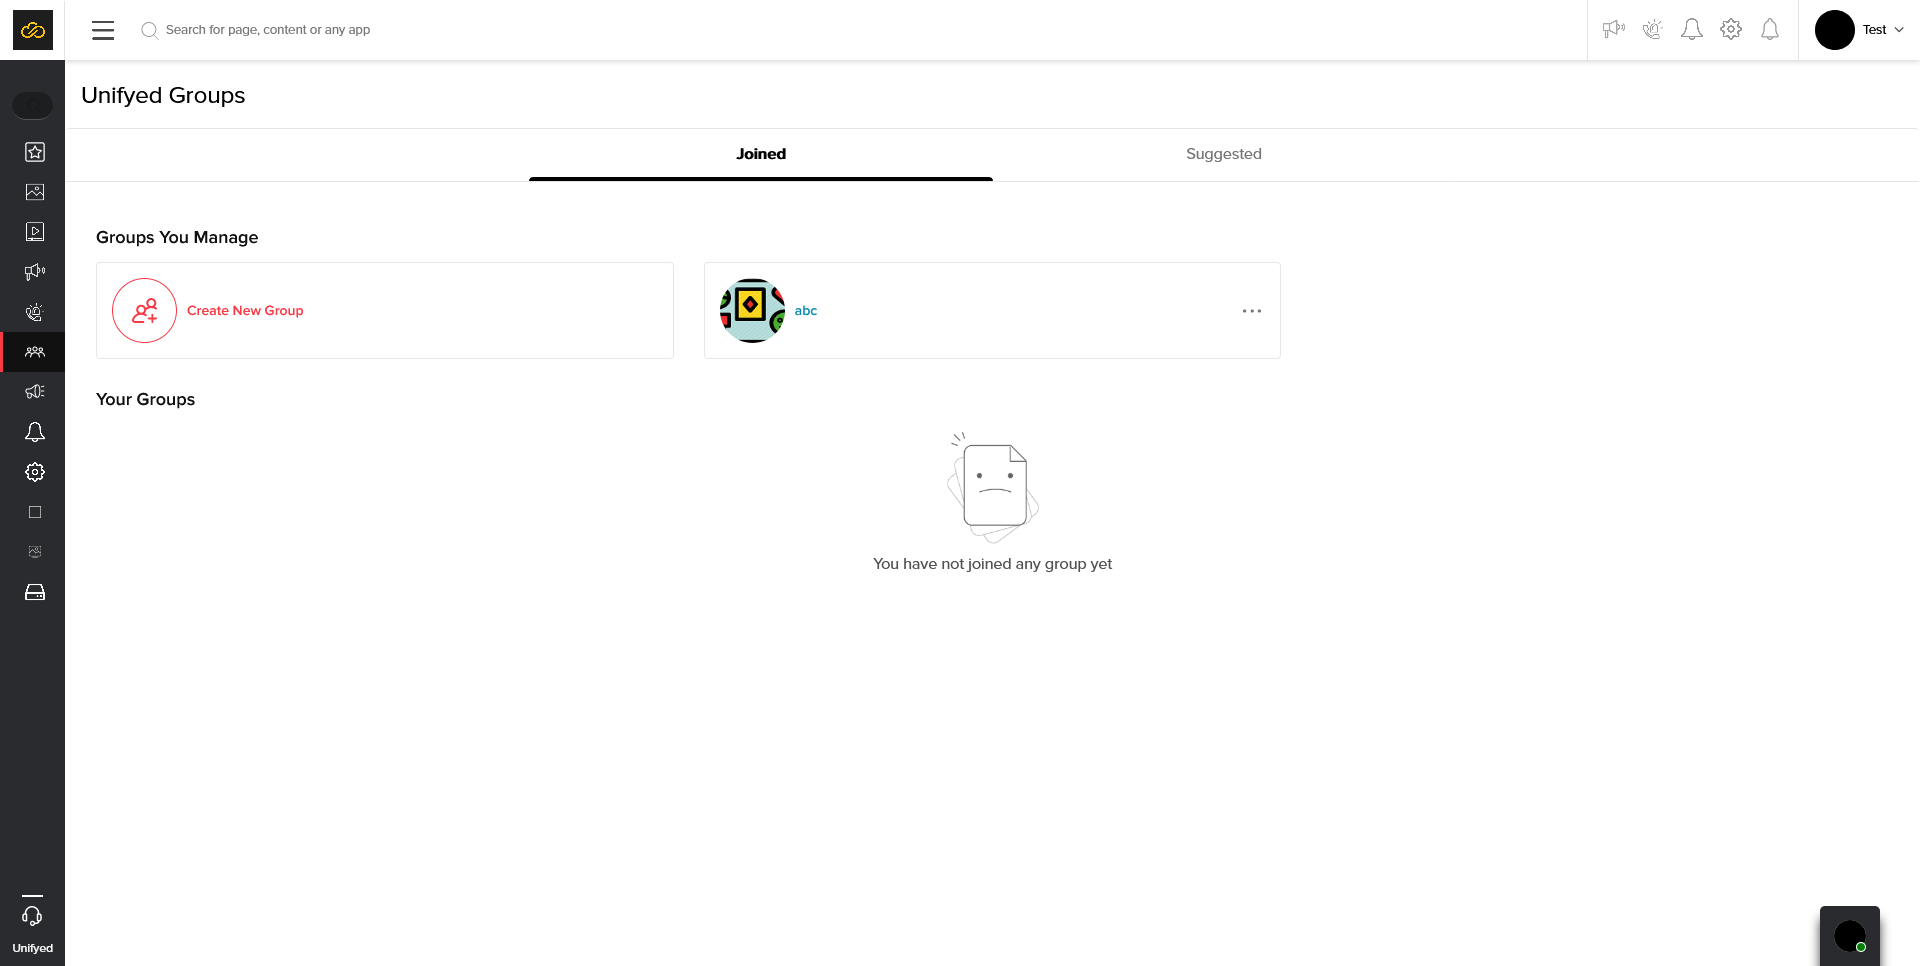 Search for page, content or any app
Test
Unifyed Groups
Joined
Suggested
Groups You Manage
Create New Group
abc
Your Groups
You have not joined any group yet
Unifyed